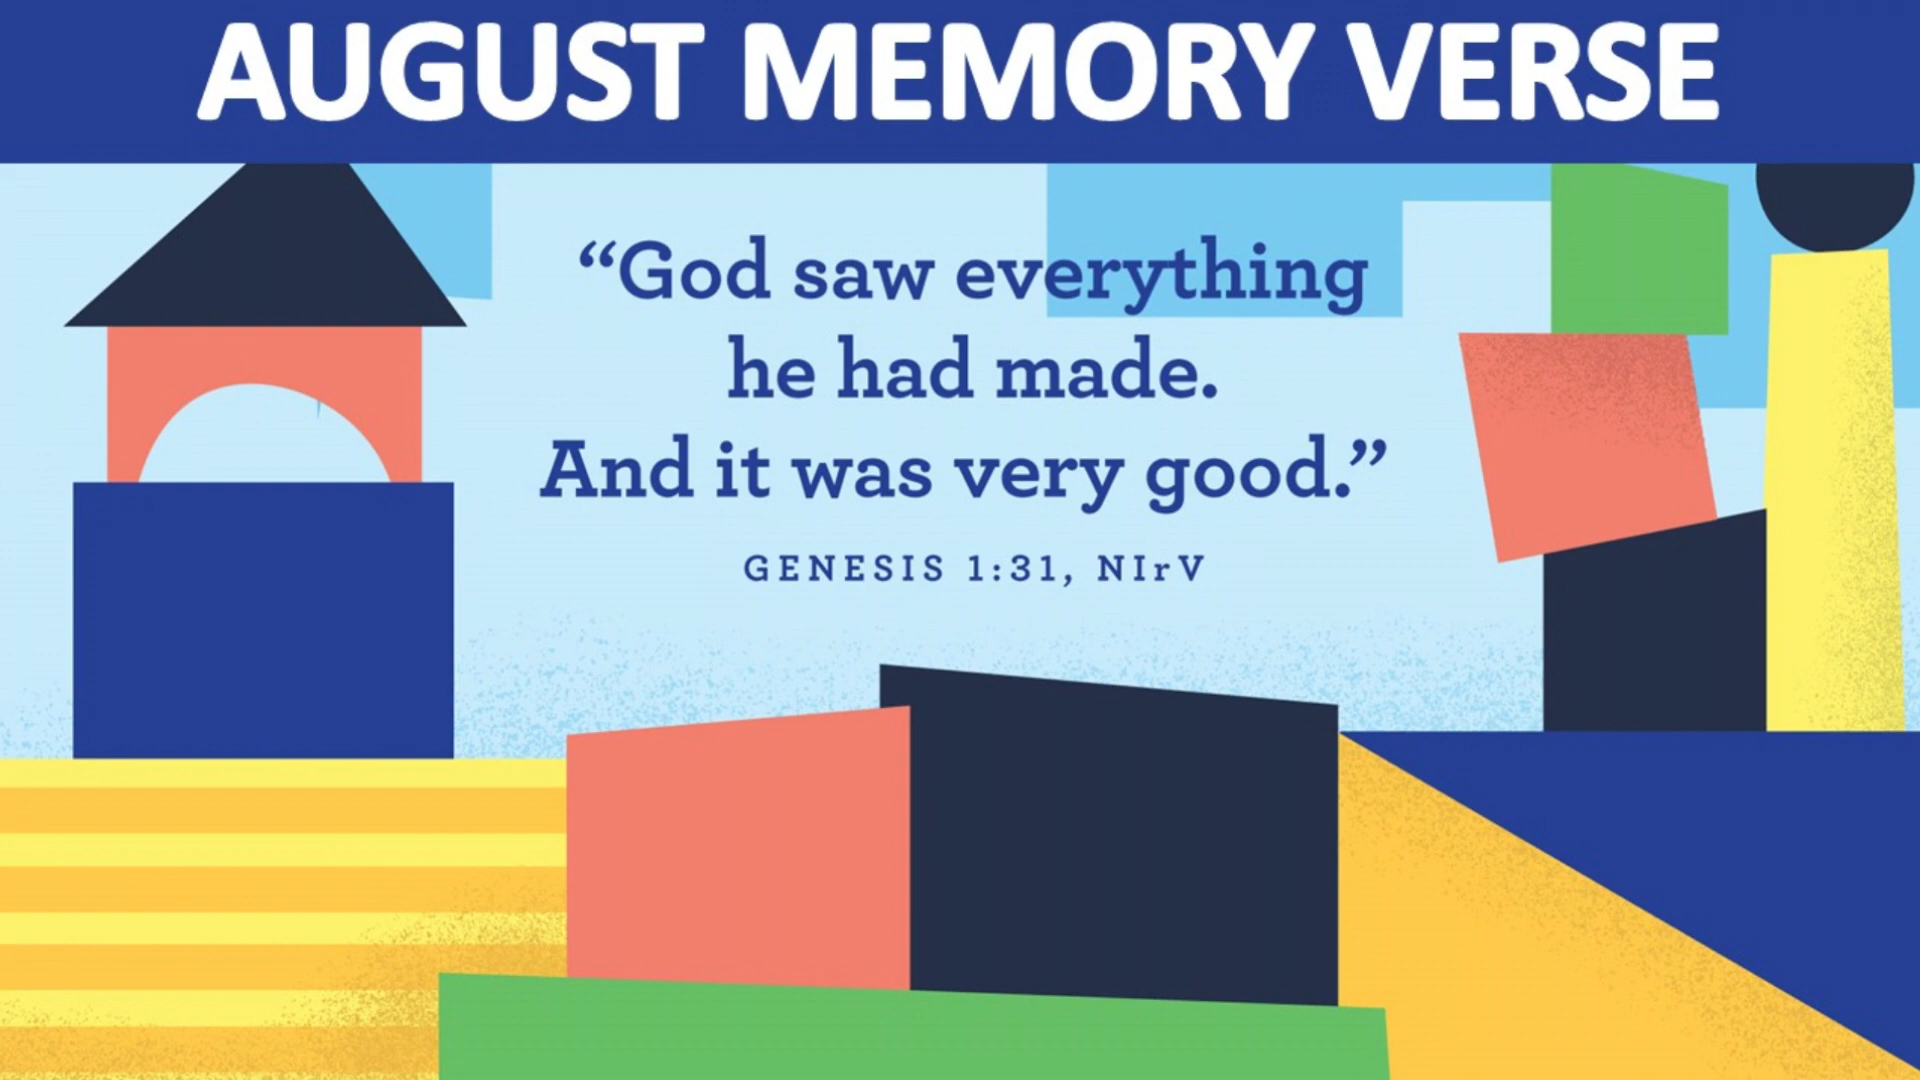 AUGUST MEMORY VERSE
“God saw everything
he had made.
And it was very good.”
GENESIS 1:31, NIrV